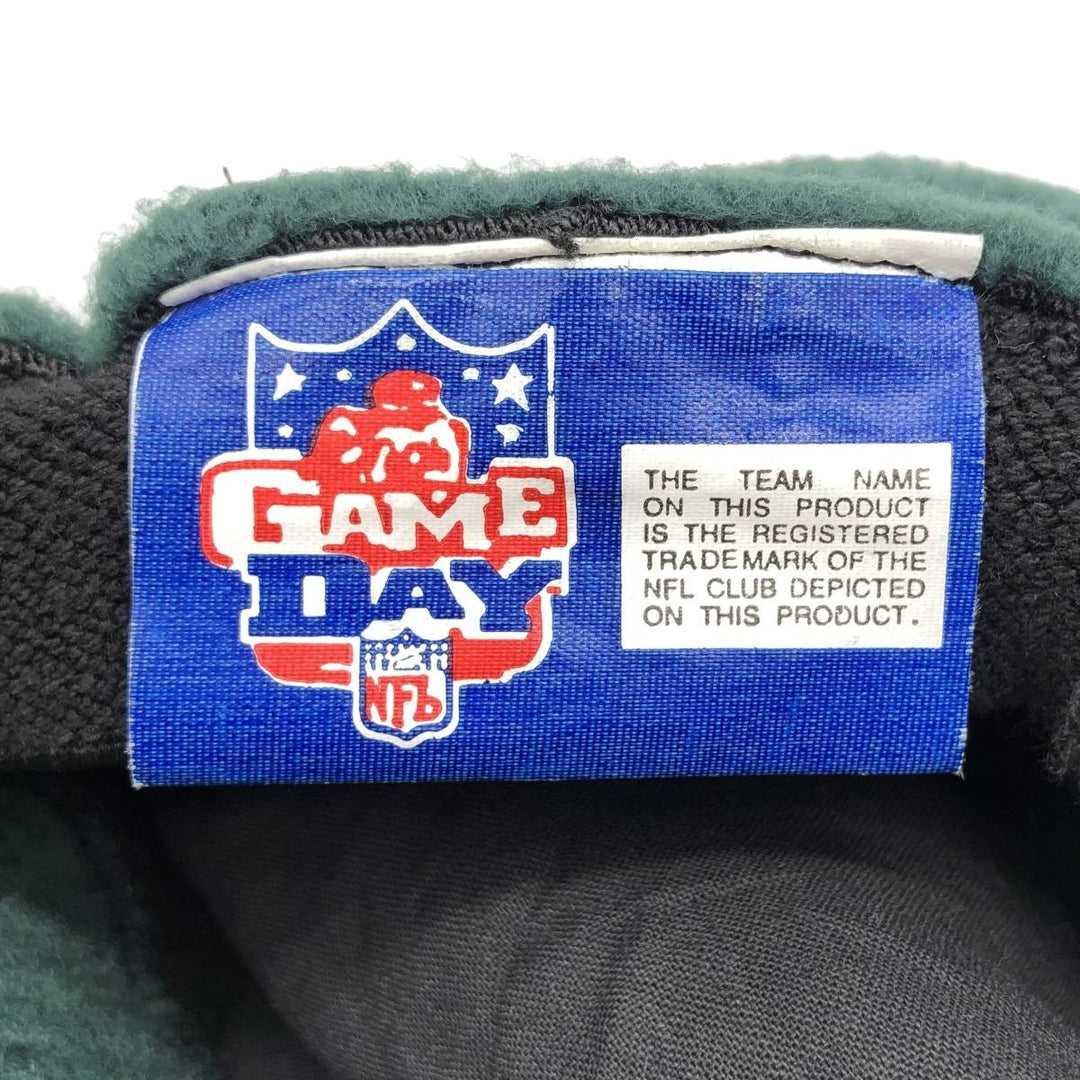 GAME
DAY
NFL
THE TEAM NAME
ON THIS PRODUCT
IS THE REGISTERED
TRADEMARK OF THE
NFL CLUB DEPICTED
ON THIS PRODUCT.